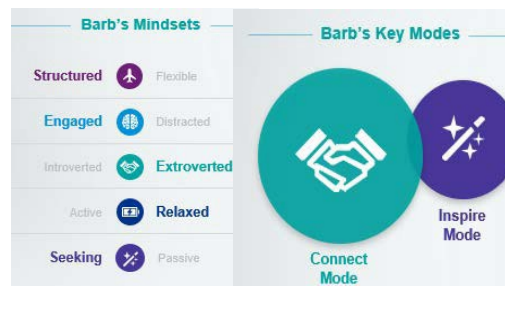 Barb's Mindsets
Structured Flexible
Engaged Distracted
Introverted Extroverted
Active Relaxed
Seeking Passive
Barb's Key Modes
Connect
Mode
Inspire
Mode